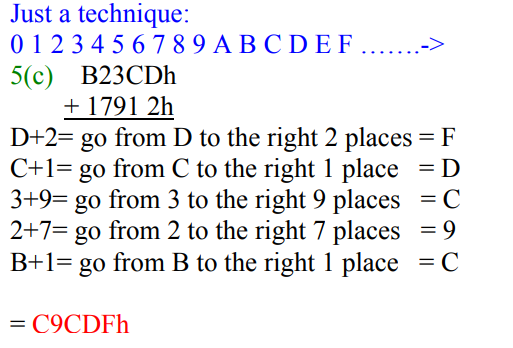 Just a technique:
0 1 2 3 4 5 6 7 8 9 A B C D E F …….->
5(c) B23CDh
+ 1791 2h
D+2= go from D to the right 2 places = F
C+1= go from C to the right 1 place = D
3+9= go from 3 to the right 9 places = C
2+7= go from 2 to the right 7 places = 9
B+1= go from B to the right 1 place = C
= C9CDFh